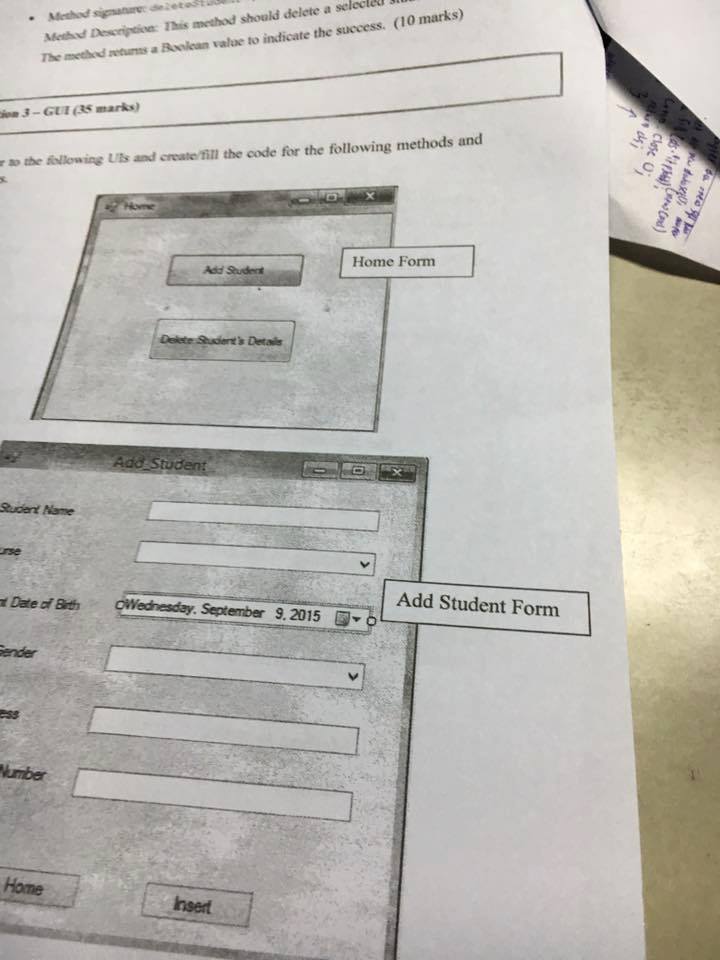 • Method signature:
Method Description: This method should delete a selected
The method returns a Boolean value to indicate the success. (10 marks)
3 – GUI (35 marks)
to the following UIs and create/fill the code for the following methods and
Home
Add Student
Home Form
Delete Student's Details
Add_Student
Student Name
Date of Birth
Wednesday, September 9, 2015
Add Student Form
Gender
Number
Home
Insert